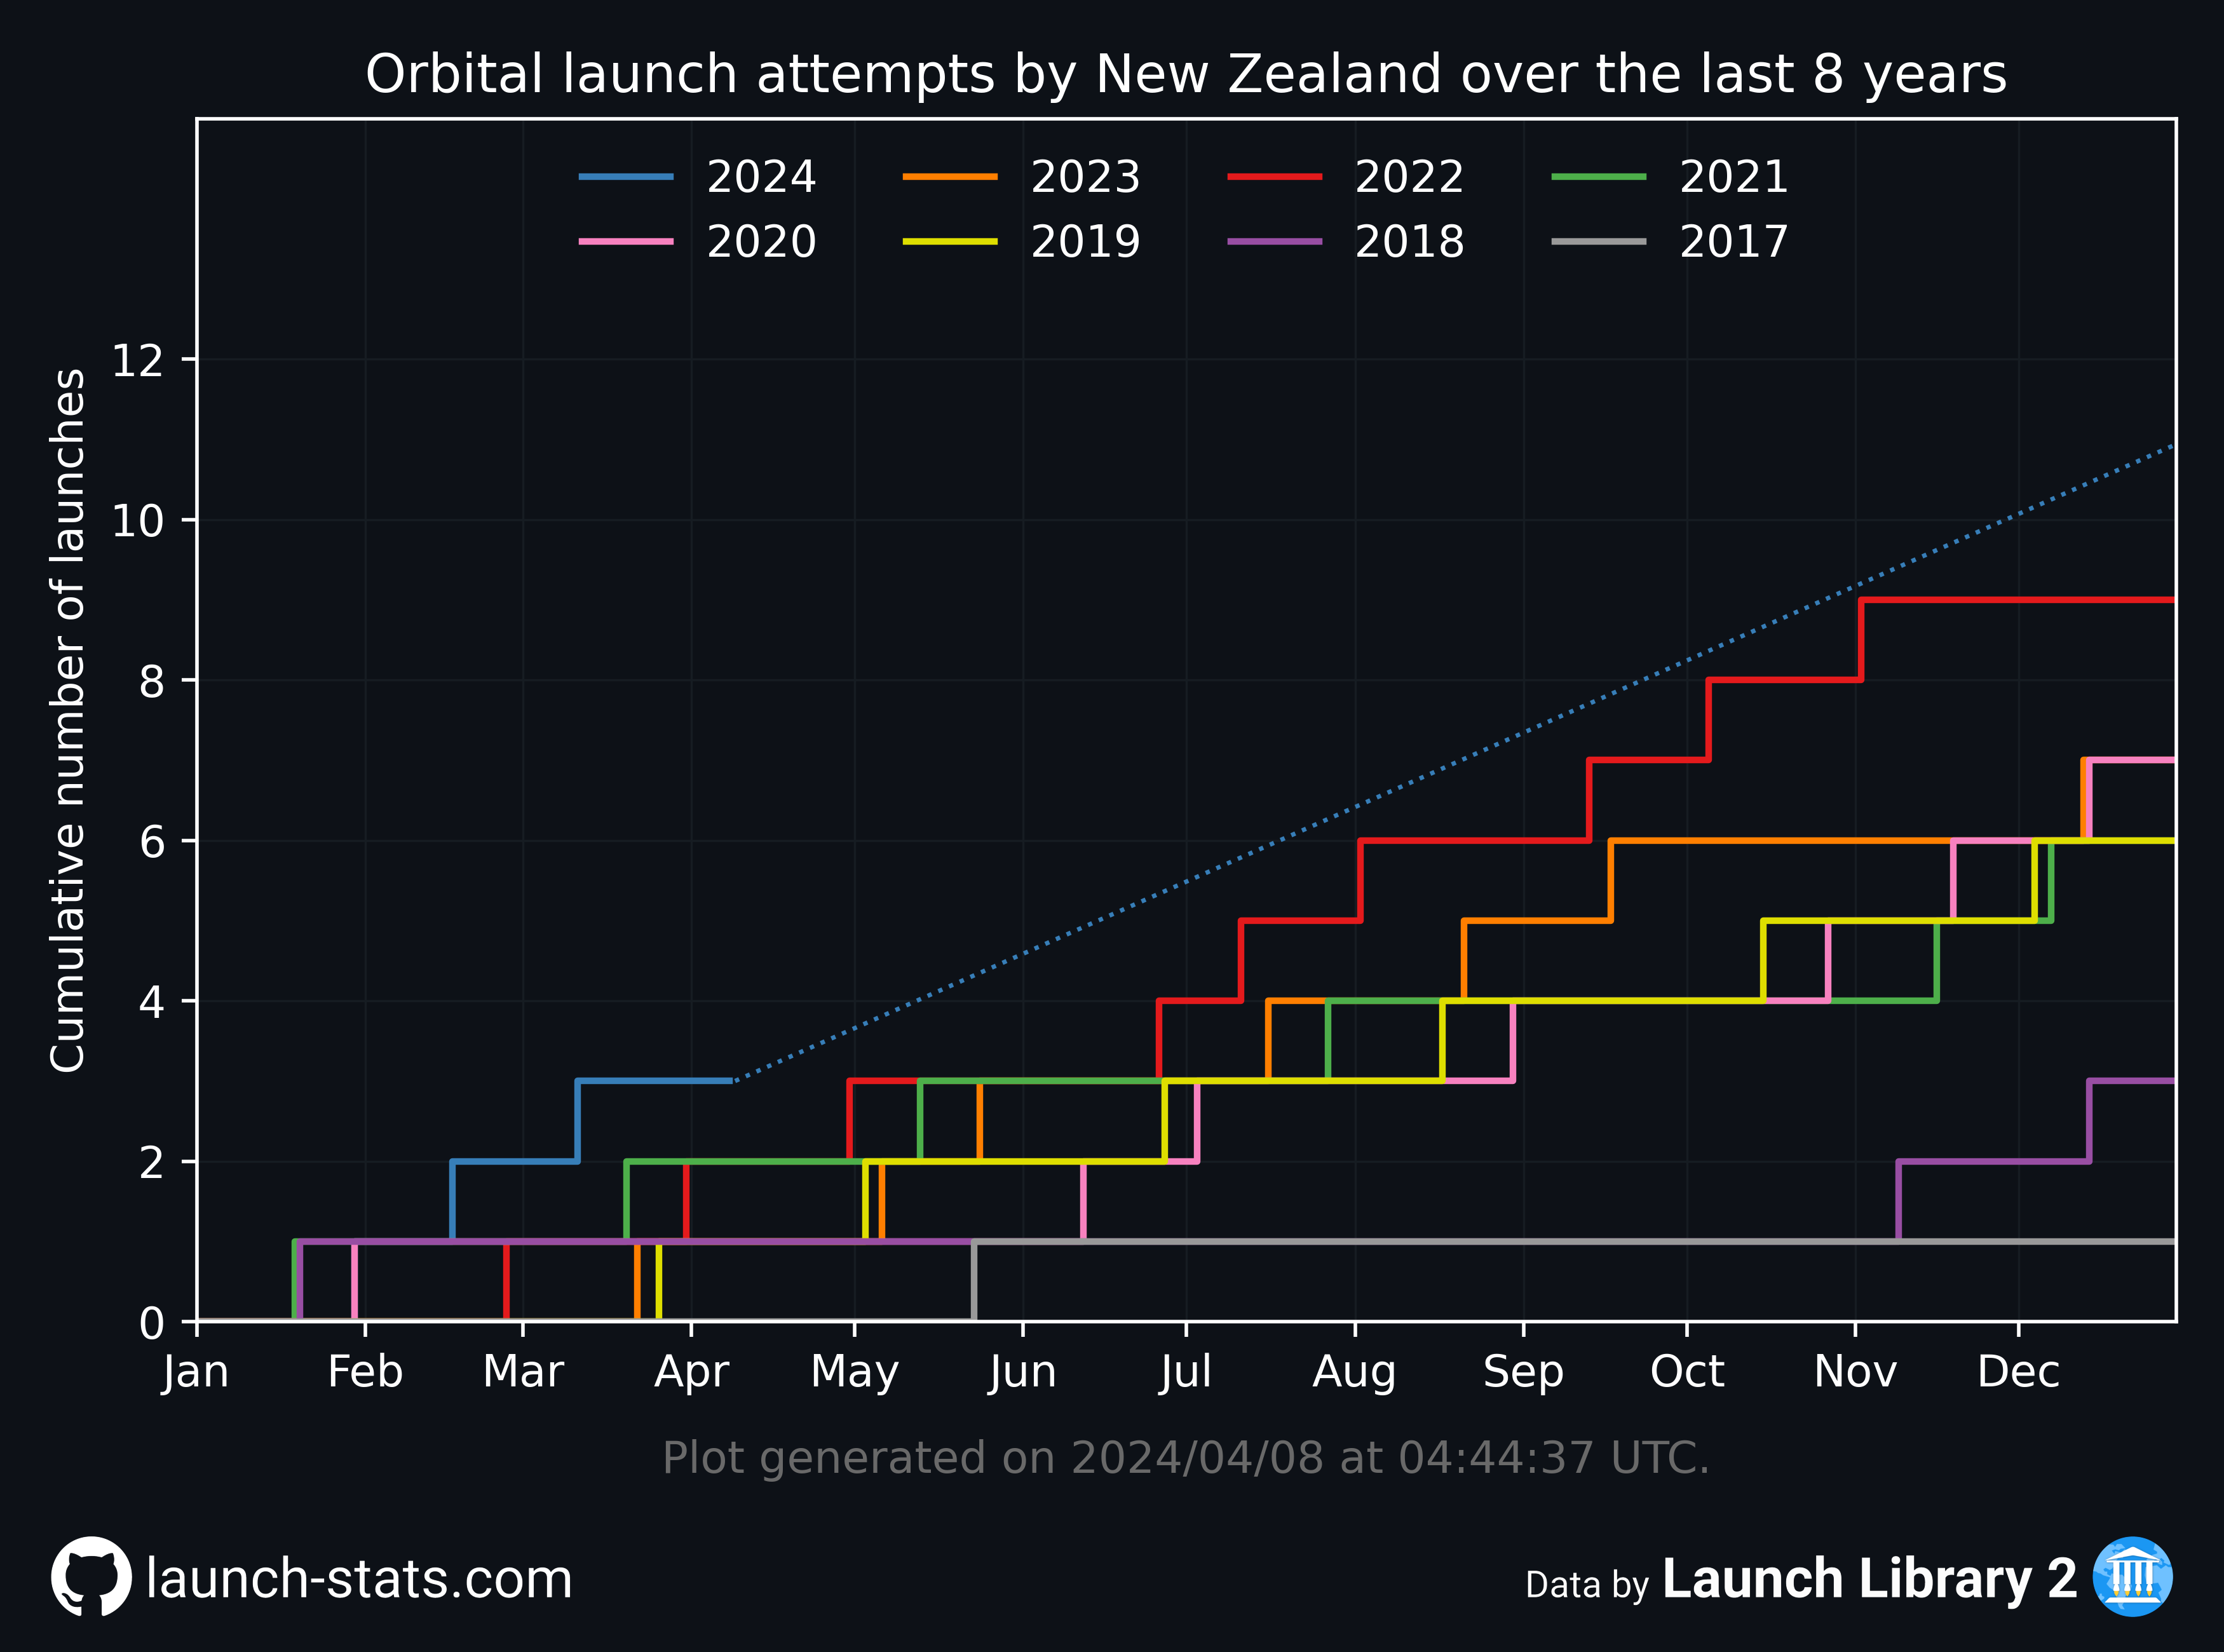 Orbital launch attempts by New Zealand over the last 8 years
2024 2023 2022 2021
2020 2019 2018 2017
Cumulative number of launches
12
10
8
6
4
2
0
Jan Feb Mar Apr May Jun Jul Aug Sep Oct Nov Dec
Plot generated on 2024/04/08 at 04:44:37 UTC.
launch-stats.com
Data by Launch Library 2